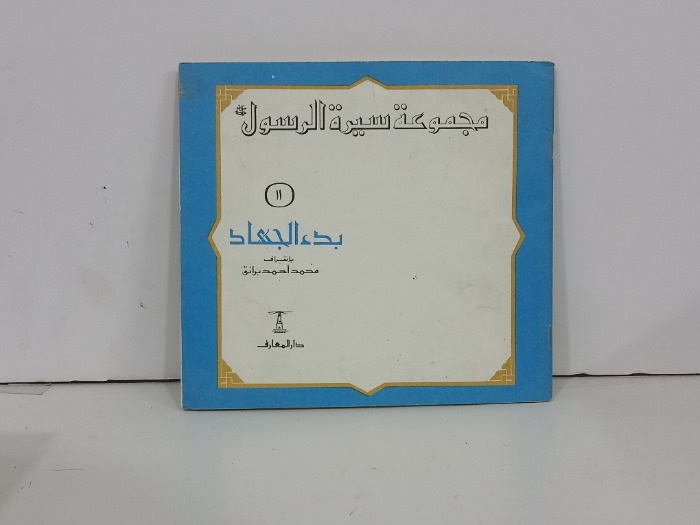 مجموعة سيرة الرسول ﷺ
١١
بدء الجهاد
بإشراف
محمد أحمد برانق
دار المعارف